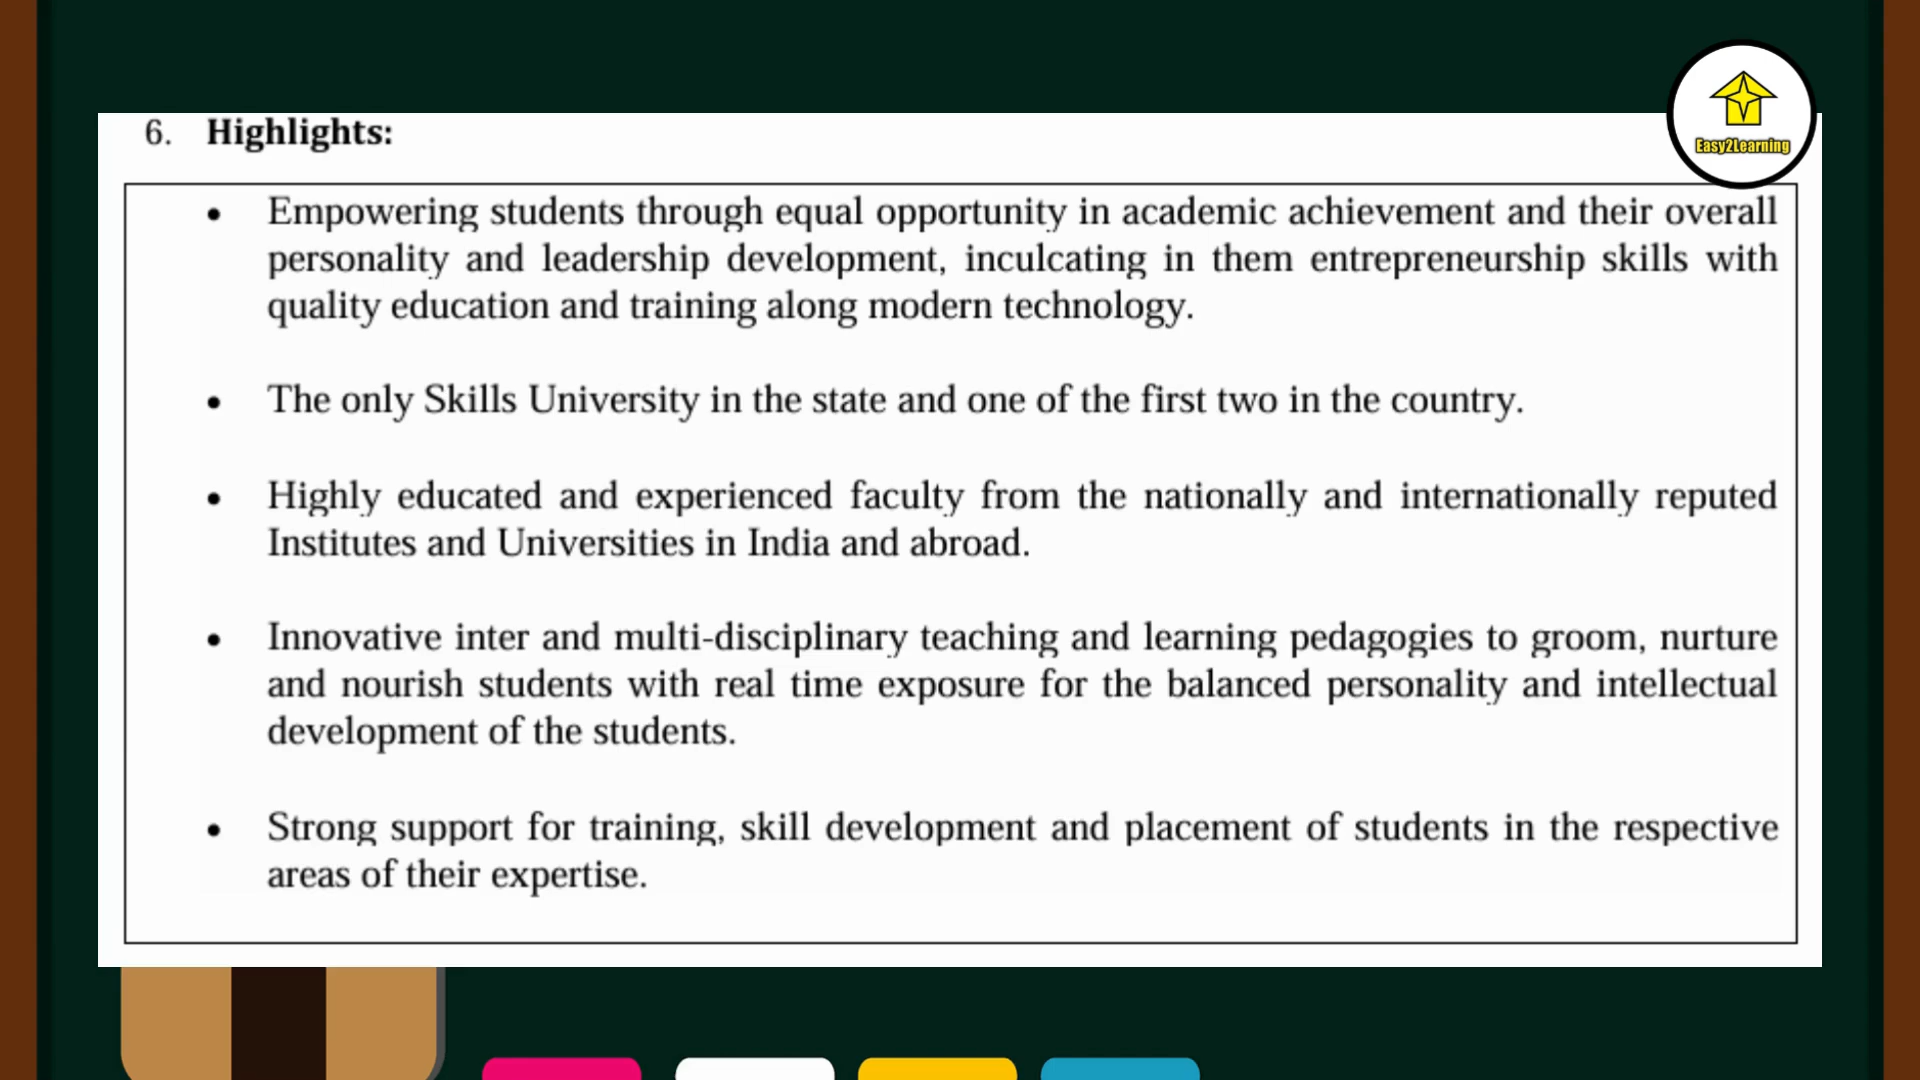 Easy2Learning
6. Highlights:
• Empowering students through equal opportunity in academic achievement and their overall
personality and leadership development, inculcating in them entrepreneurship skills with
quality education and training along modern technology.
• The only Skills University in the state and one of the first two in the country.
• Highly educated and experienced faculty from the nationally and internationally reputed
Institutes and Universities in India and abroad.
• Innovative inter and multi-disciplinary teaching and learning pedagogies to groom, nurture
and nourish students with real time exposure for the balanced personality and intellectual
development of the students.
• Strong support for training, skill development and placement of students in the respective
areas of their expertise.